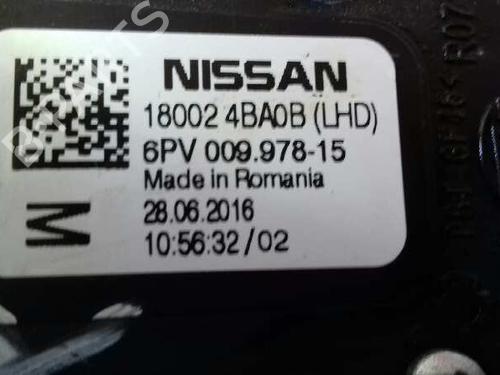 NISSAN
18002 4BA0B (LHD)
6PV 009.978-15
Made in Romania
28.06.2016
10:56:32/02
M